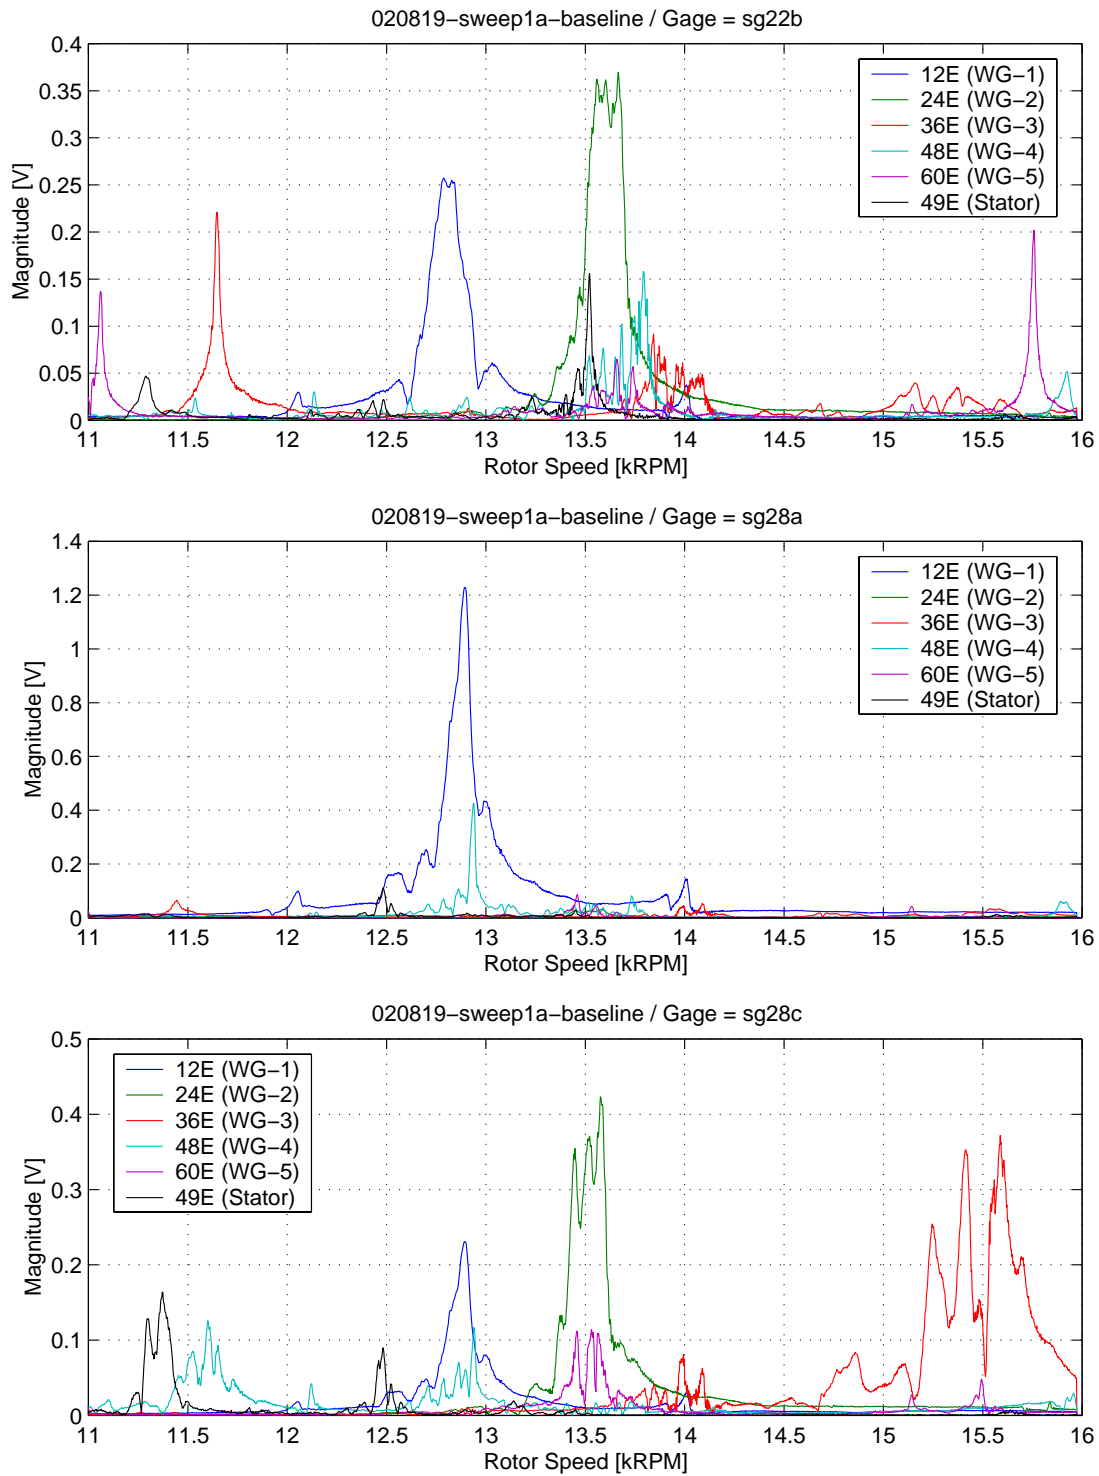 020819−sweep1a−baseline / Gage = sg22b
0.4
0.35
0.3
0.25
0.2
0.15
0.1
0.05
0
Magnitude [V]
12E (WG−1)
24E (WG−2)
36E (WG−3)
48E (WG−4)
60E (WG−5)
49E (Stator)
11 11.5 12 12.5 13 13.5 14 14.5 15 15.5 16
Rotor Speed [kRPM]
020819−sweep1a−baseline / Gage = sg28a
1.4
1.2
1
0.8
0.6
0.4
0.2
0
Magnitude [V]
12E (WG−1)
24E (WG−2)
36E (WG−3)
48E (WG−4)
60E (WG−5)
49E (Stator)
11 11.5 12 12.5 13 13.5 14 14.5 15 15.5 16
Rotor Speed [kRPM]
020819−sweep1a−baseline / Gage = sg28c
0.5
0.4
0.3
0.2
0.1
0
Magnitude [V]
12E (WG−1)
24E (WG−2)
36E (WG−3)
48E (WG−4)
60E (WG−5)
49E (Stator)
11 11.5 12 12.5 13 13.5 14 14.5 15 15.5 16
Rotor Speed [kRPM]